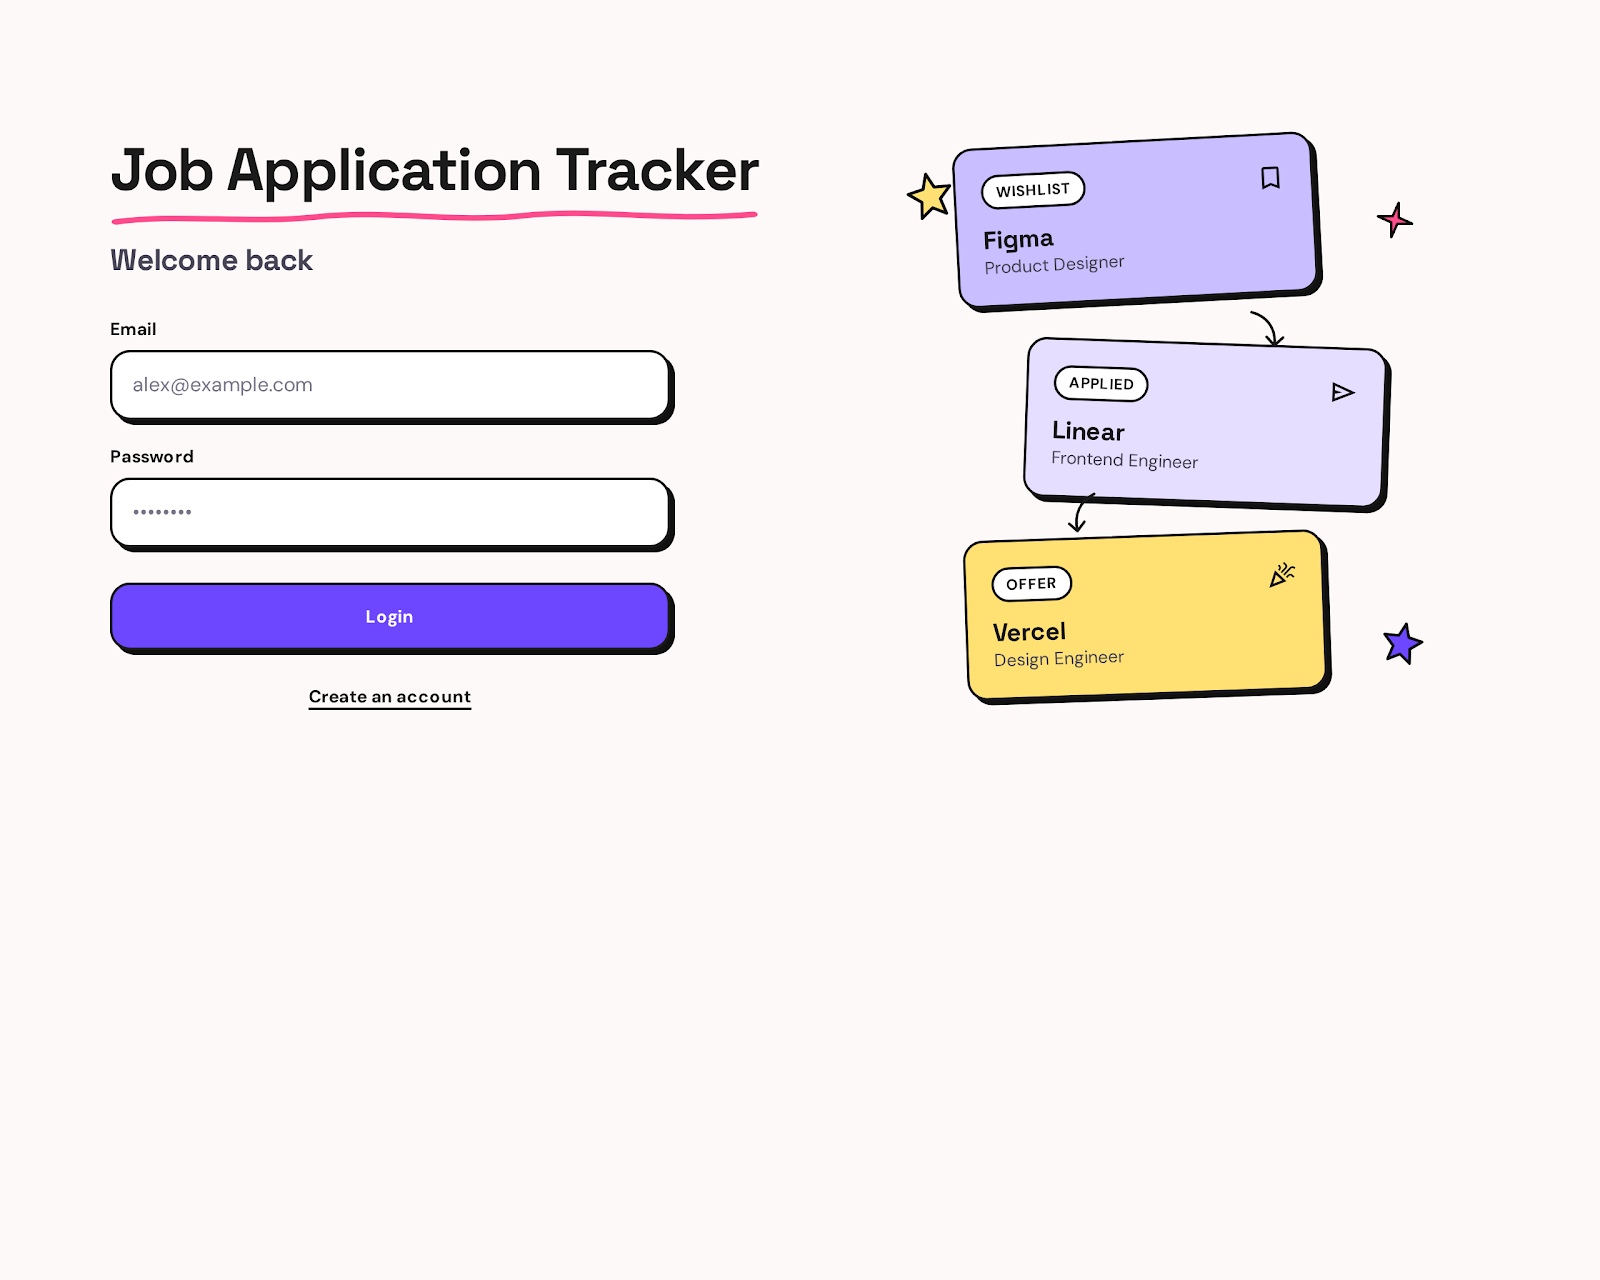 Job Application Tracker
Welcome back
Email
alex@example.com
Password
••••••••
Login
Create an account
WISHLIST
Figma
Product Designer
APPLIED
Linear
Frontend Engineer
OFFER
Vercel
Design Engineer